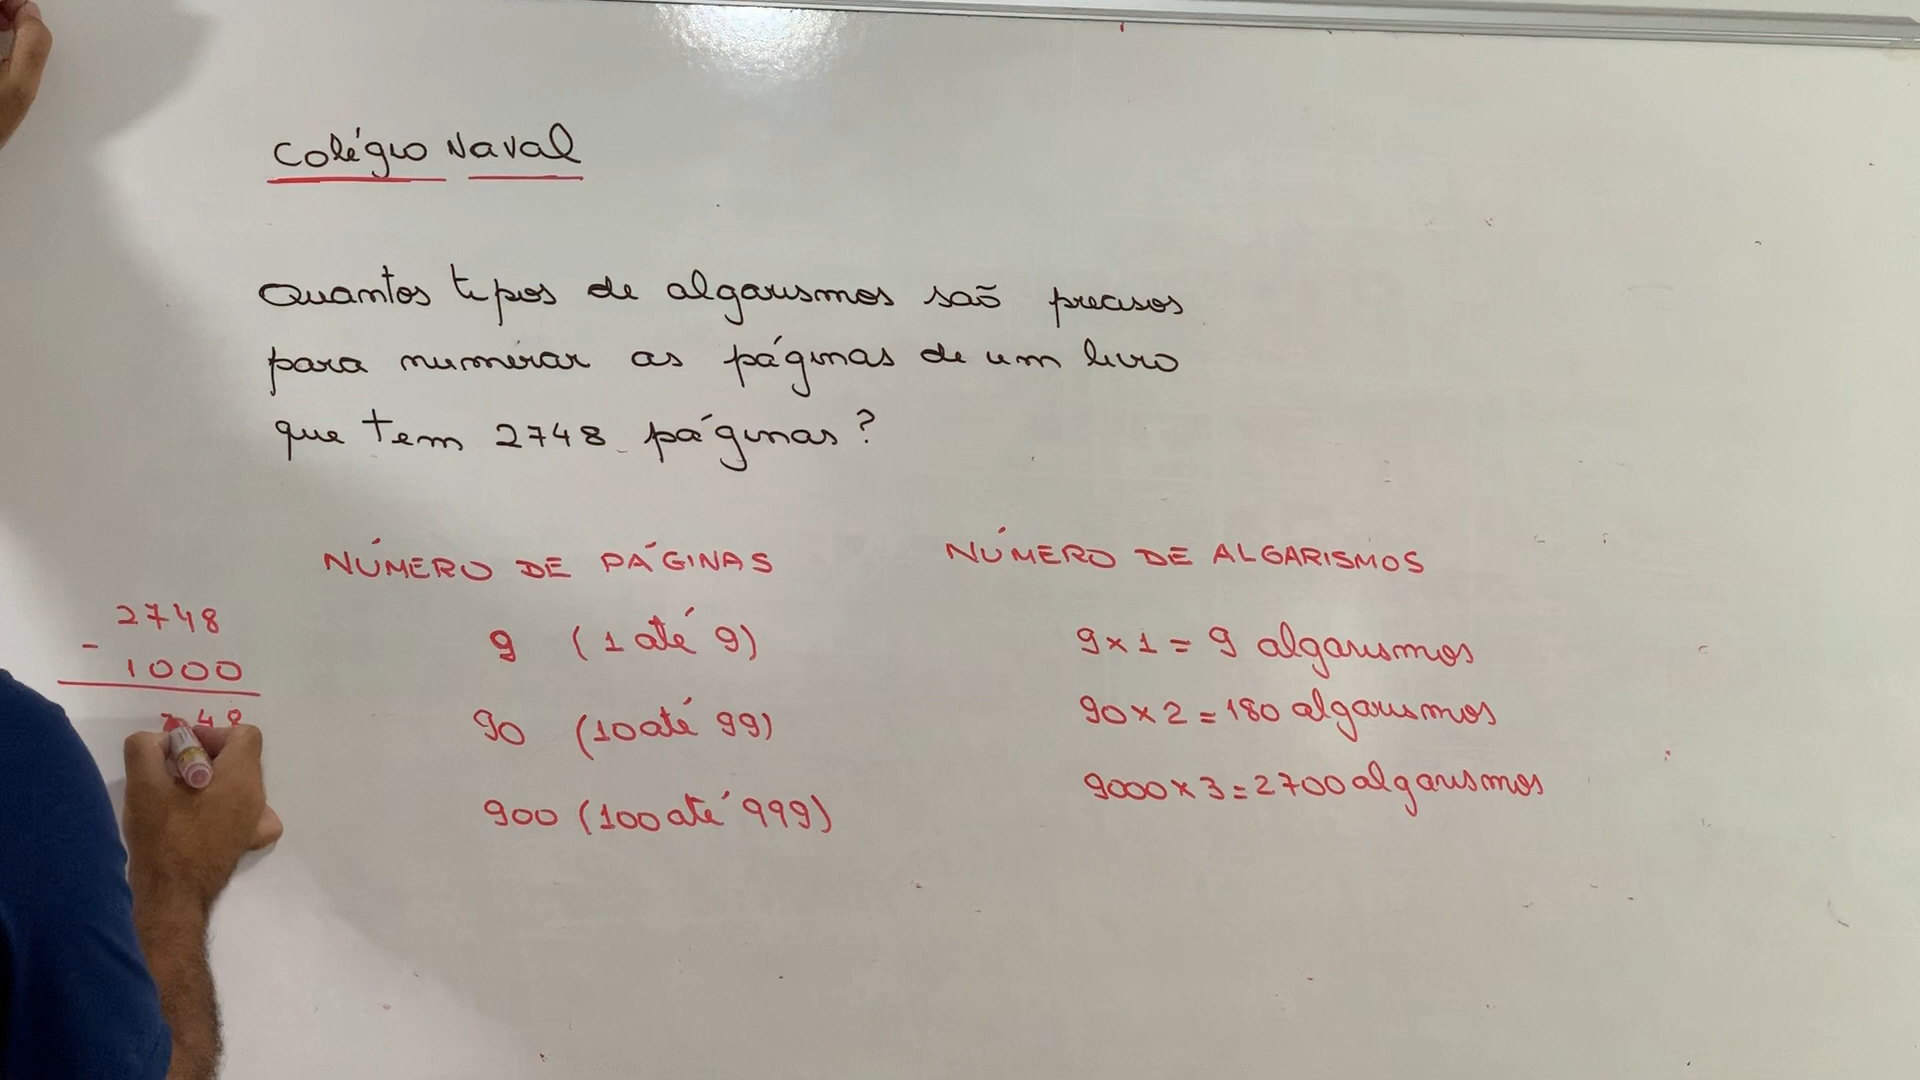 Colégio Naval
Quantos tipos de algarismos saõ precisos
para numerar as páginas de um livro
que tem 2748 páginas?
NÚMERO DE PÁGINAS
NÚMERO DE ALGARISMOS
2748
- 1000
748
9 (1 até 9)
90 (10 até 99)
900 (100 até 999)
9 x 1 = 9 algarismos
90 x 2 = 180 algarismos
9000 x 3 = 2700 algarismos